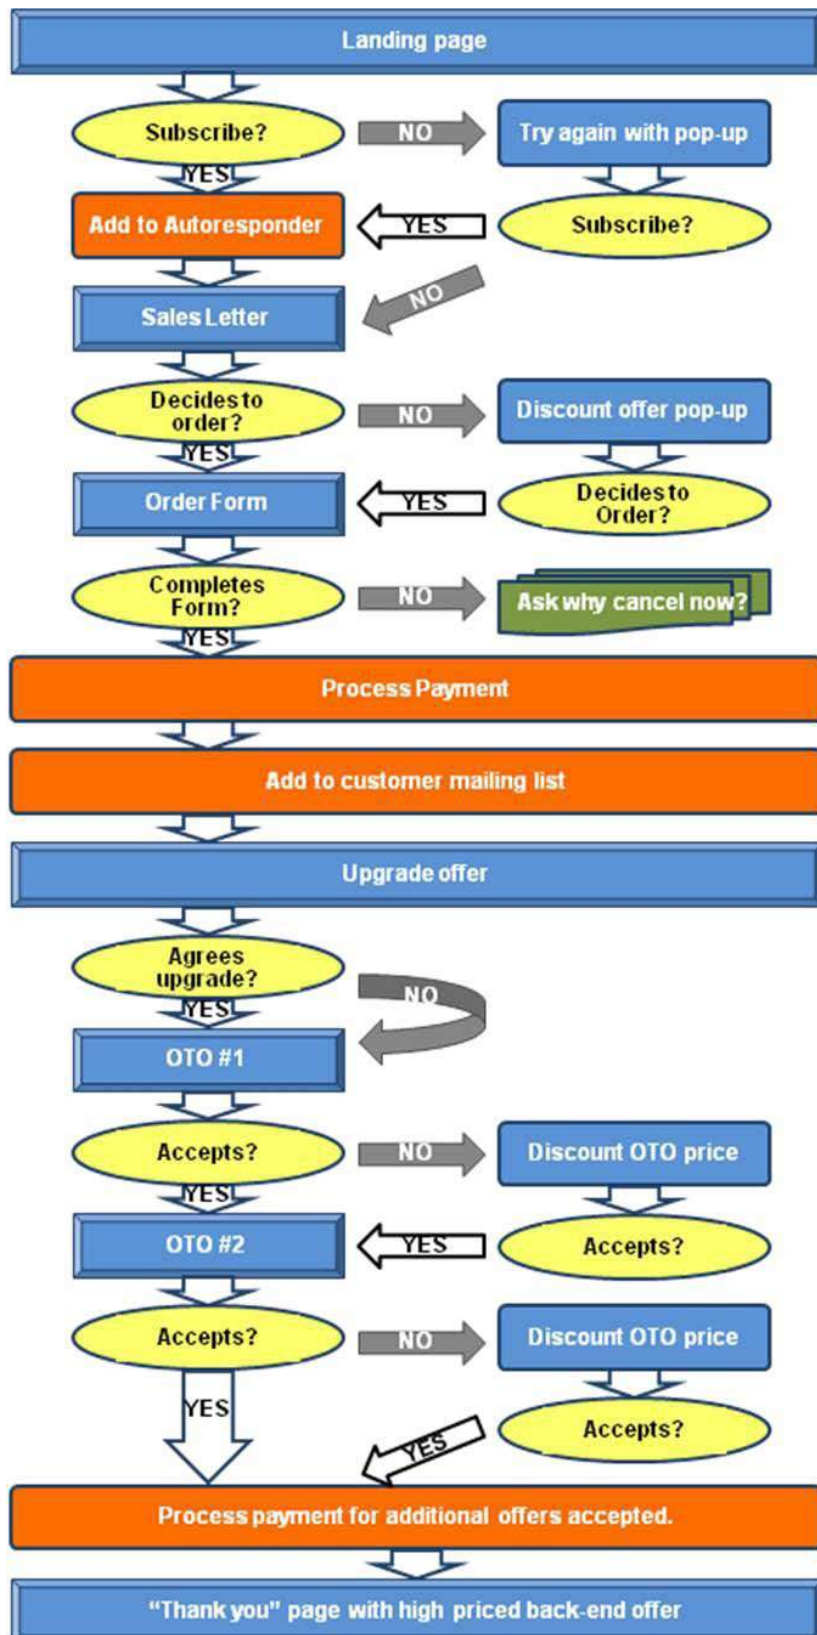 Landing page
Subscribe?
NO
Try again with pop-up
YES
Add to Autoresponder
YES
Subscribe?
NO
Sales Letter
Decides to
order?
NO
Discount offer pop-up
YES
Order Form
YES
Decides to
Order?
Completes
Form?
NO
Ask why cancel now?
YES
Process Payment
Add to customer mailing list
Upgrade offer
Agrees
upgrade?
NO
YES
OTO #1
Accepts?
NO
Discount OTO price
YES
OTO #2
YES
Accepts?
Accepts?
NO
Discount OTO price
YES
Accepts?
YES
Process payment for additional offers accepted.
“Thank you” page with high priced back-end offer